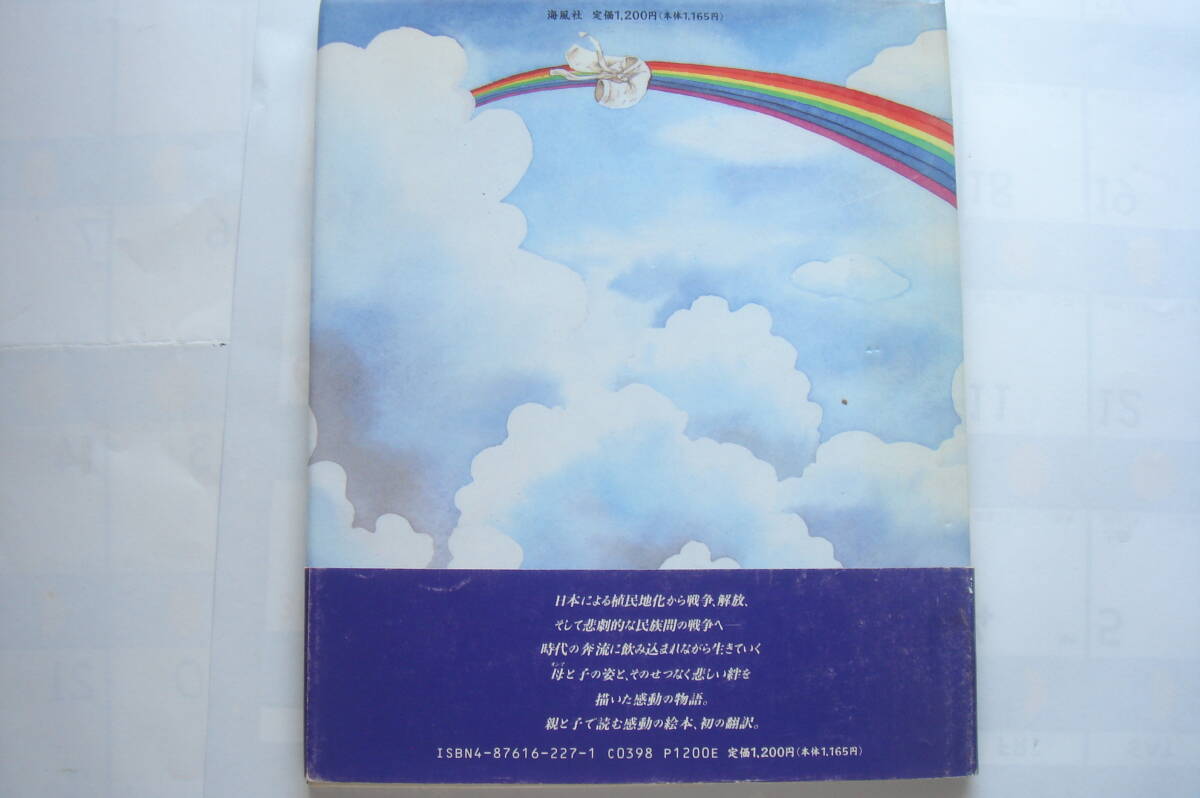 海風社 定価1,200円(本体1,165円)
日本による植民地化から戦争、解放、
そして悲劇的な民族間の戦争へ—
時代の奔流に飲み込まれながら生きていく
オンマ
母と子の姿と、そのせつなく悲しい絆を
描いた感動の物語。
親と子で読む感動の絵本、初の翻訳。
ISBN4-87616-227-1 C0398 P1200E 定価1,200円(本体1,165円)